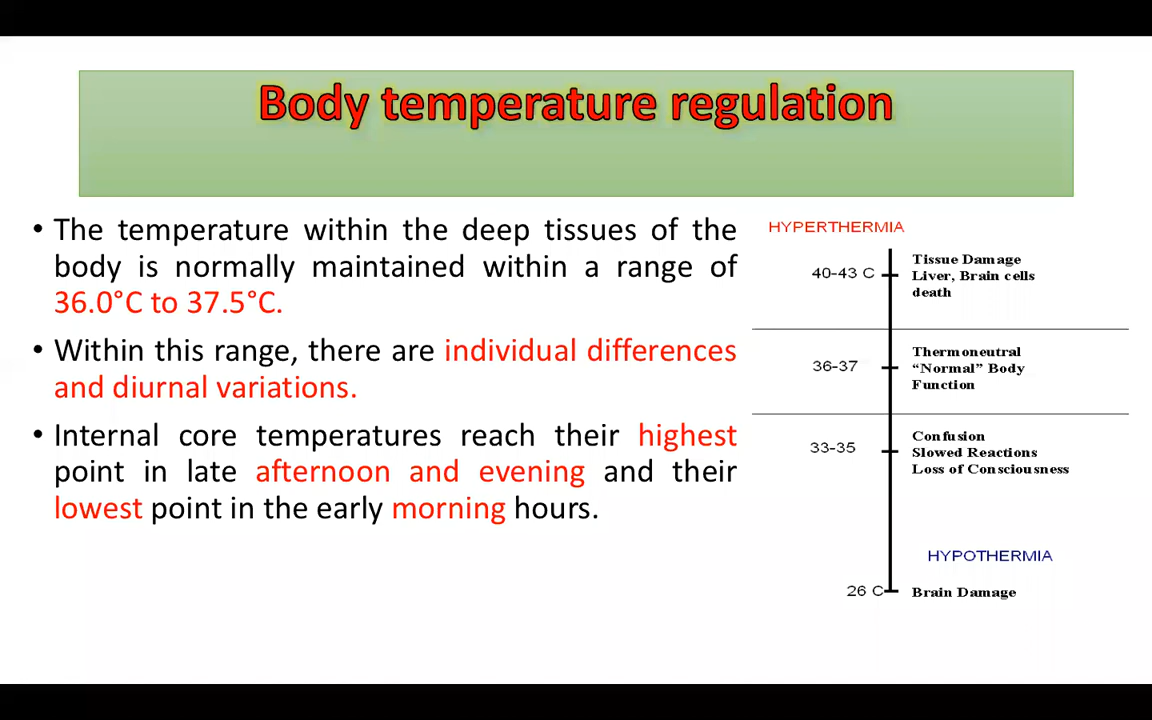 Body temperature regulation
• The temperature within the deep tissues of the
body is normally maintained within a range of
36.0°C to 37.5°C.
• Within this range, there are individual differences
and diurnal variations.
• Internal core temperatures reach their highest
point in late afternoon and evening and their
lowest point in the early morning hours.
HYPERTHERMIA
40-43 C
Tissue Damage
Liver, Brain cells
death
36-37
Thermoneutral
“Normal” Body
Function
33-35
Confusion
Slowed Reactions
Loss of Consciousness
HYPOTHERMIA
26 C
Brain Damage